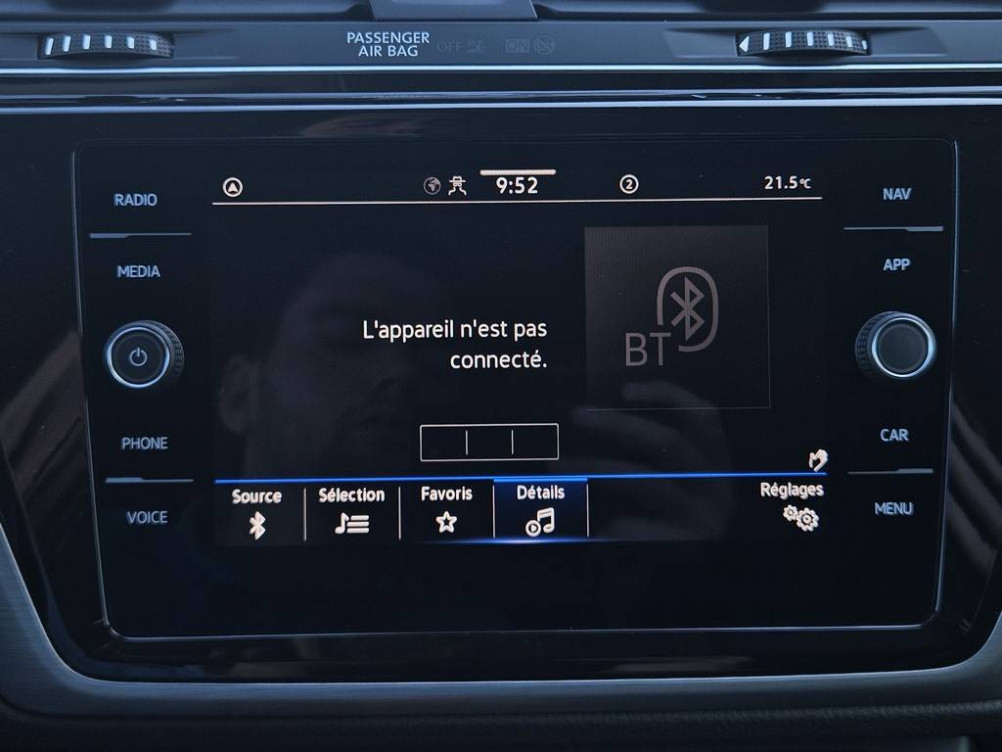 PASSENGER
AIR BAG OFF ON
RADIO
MEDIA
PHONE
VOICE
9:52
2
21.5°C
L'appareil n'est pas
connecté.
BT
Source
Sélection
Favoris
Détails
Réglages
NAV
APP
CAR
MENU